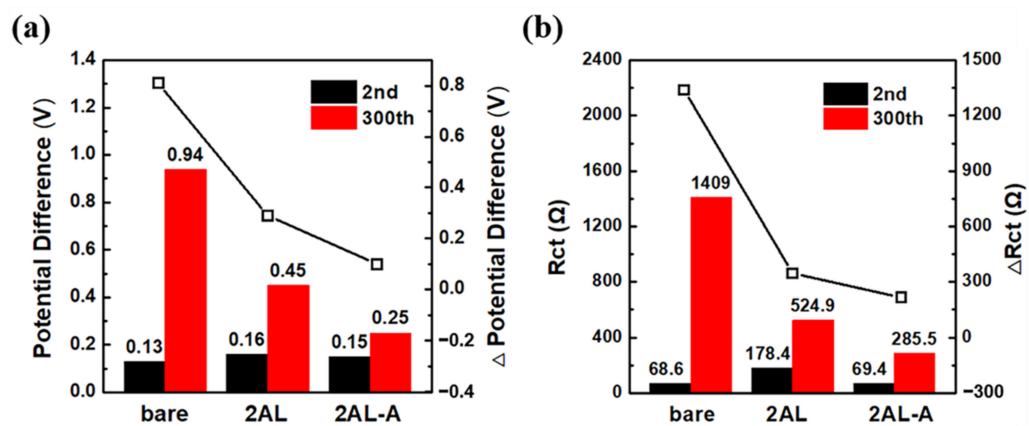 (a)
1.4
1.2
1.0
0.8
0.6
0.4
0.2
0.0
Potential Difference (V)
2nd
300th
0.13
0.94
0.16
0.45
0.15
0.25
bare
2AL
2AL-A
0.8
0.6
0.4
0.2
0.0
−0.2
−0.4
△ Potential Difference (V)
(b)
2400
2200
1800
1600
1400
1200
800
400
0
Rct (Ω)
2nd
300th
68.6
1409
178.4
524.9
69.4
285.5
bare
2AL
2AL-A
1500
1200
900
600
300
0
−300
△Rct (Ω)